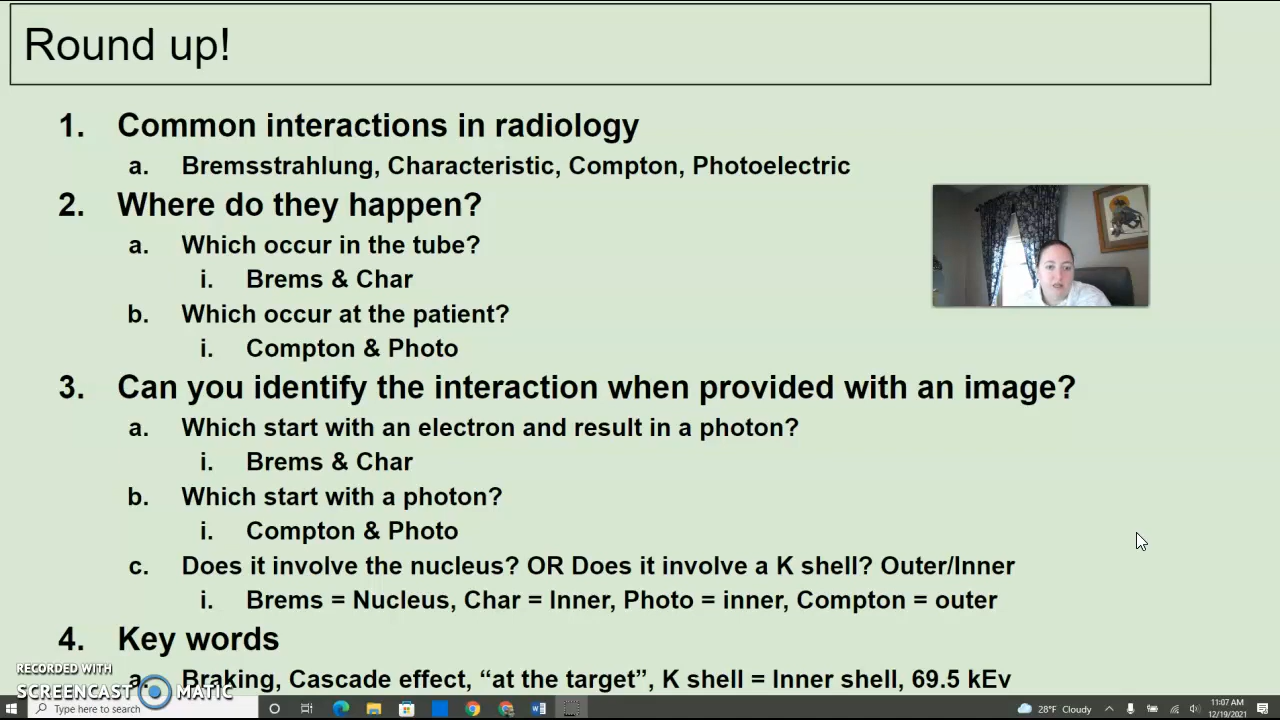 Round up!
1. Common interactions in radiology
a. Bremsstrahlung, Characteristic, Compton, Photoelectric
2. Where do they happen?
a. Which occur in the tube?
i. Brems & Char
b. Which occur at the patient?
i. Compton & Photo
3. Can you identify the interaction when provided with an image?
a. Which start with an electron and result in a photon?
i. Brems & Char
b. Which start with a photon?
i. Compton & Photo
c. Does it involve the nucleus? OR Does it involve a K shell? Outer/Inner
i. Brems = Nucleus, Char = Inner, Photo = inner, Compton = outer
4. Key words
a. Braking, Cascade effect, “at the target”, K shell = Inner shell, 69.5 kEv
RECORDED WITH
SCREENCAST MATIC
Type here to search
28°F Cloudy
11:07 AM
12/19/2021